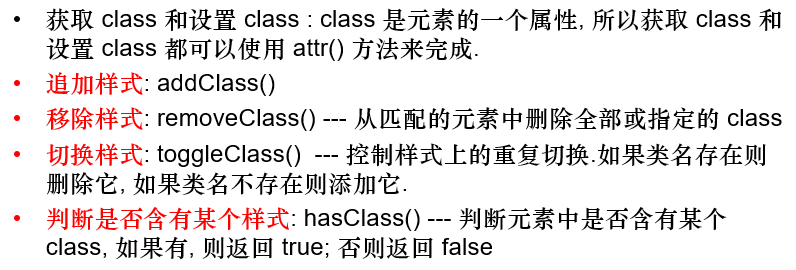 • 获取 class 和设置 class : class 是元素的一个属性, 所以获取 class 和
设置 class 都可以使用 attr() 方法来完成.
• 追加样式: addClass()
• 移除样式: removeClass() --- 从匹配的元素中删除全部或指定的 class
• 切换样式: toggleClass()  --- 控制样式上的重复切换.如果类名存在则
删除它, 如果类名不存在则添加它.
• 判断是否含有某个样式: hasClass() --- 判断元素中是否含有某个
class, 如果有, 则返回 true; 否则返回 false